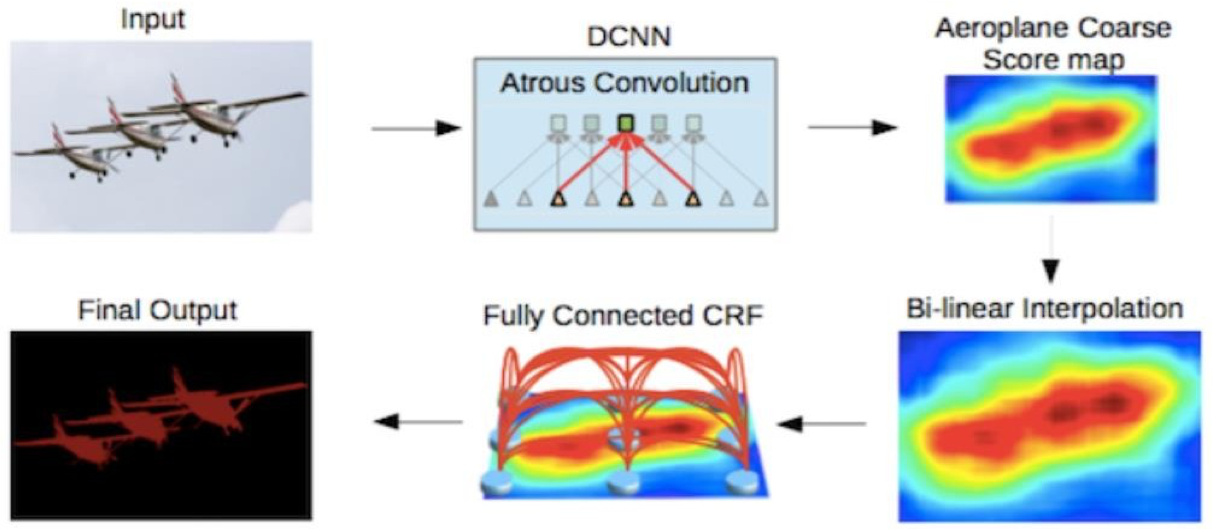 Input
DCNN
Atrous Convolution
Aeroplane Coarse
Score map
Bi-linear Interpolation
Fully Connected CRF
Final Output